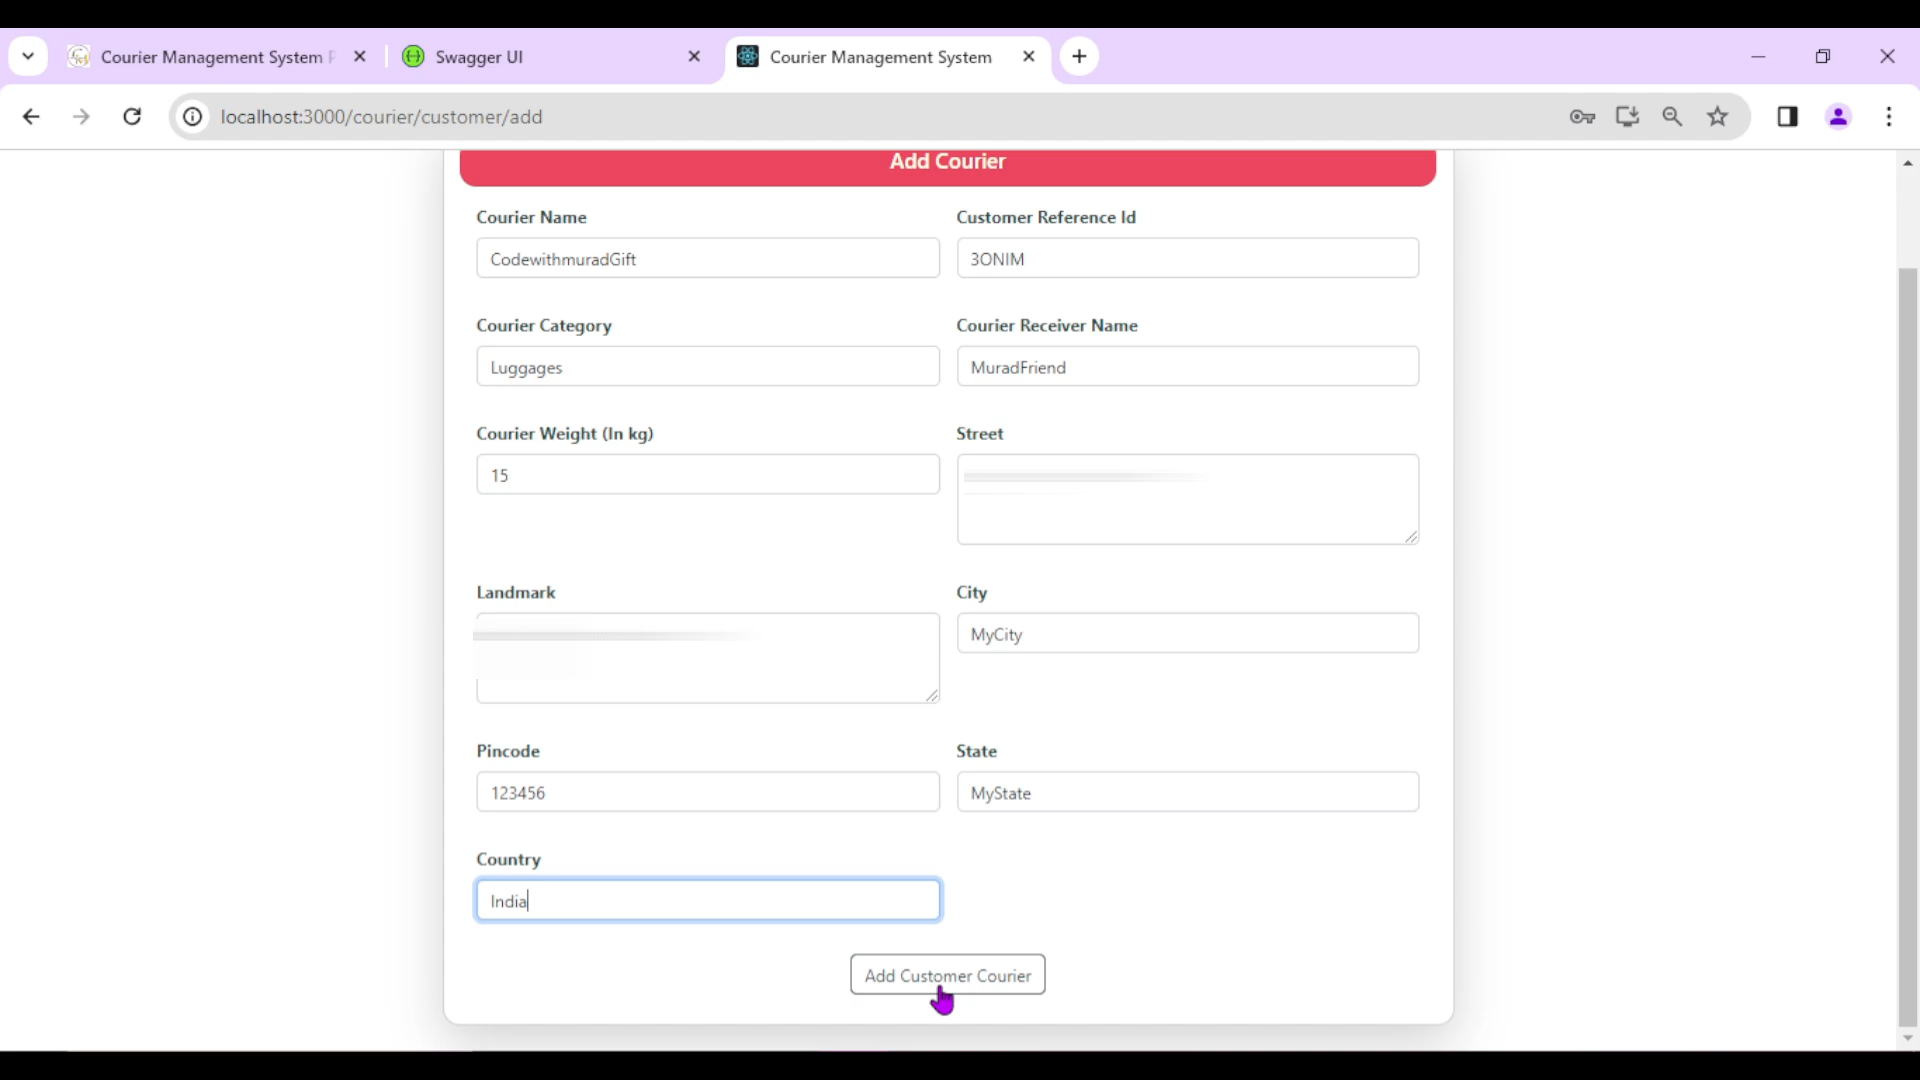 Courier Management System
Swagger UI
Courier Management System
localhost:3000/courier/customer/add
Add Courier
Courier Name
Customer Reference Id
CodewithmuradGift
3ONIM
Courier Category
Courier Receiver Name
Luggages
MuradFriend
Courier Weight (In kg)
Street
15
Landmark
City
MyCity
Pincode
State
123456
MyState
Country
India
Add Customer Courier